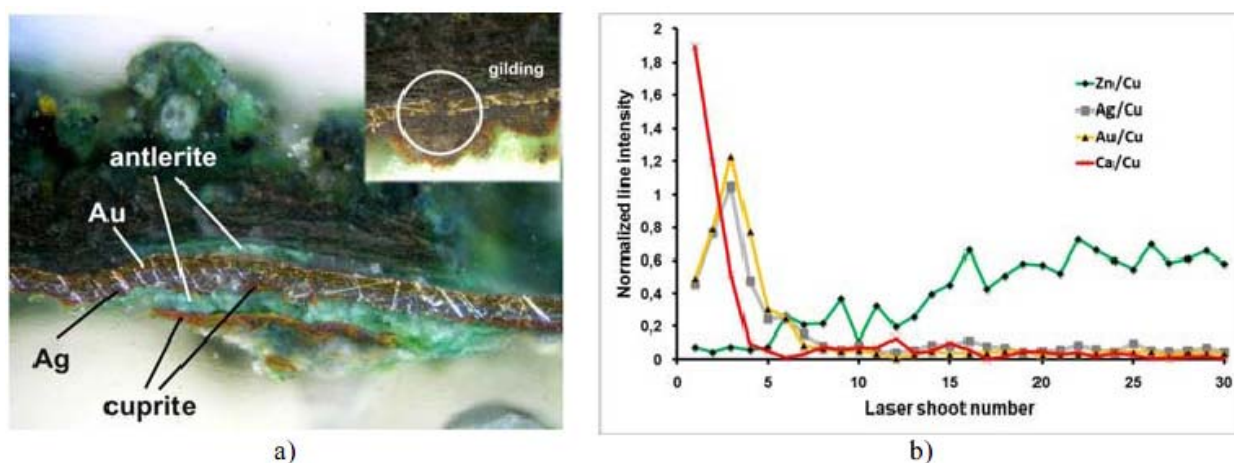 gilding
antlerite
Au
Ag
cuprite
a)
2
1,8
1,6
1,4
1,2
1
0,8
0,6
0,4
0,2
0
Normalized line intensity
0 5 10 15 20 25 30
Laser shoot number
Zn/Cu
Ag/Cu
Au/Cu
Ca/Cu
b)